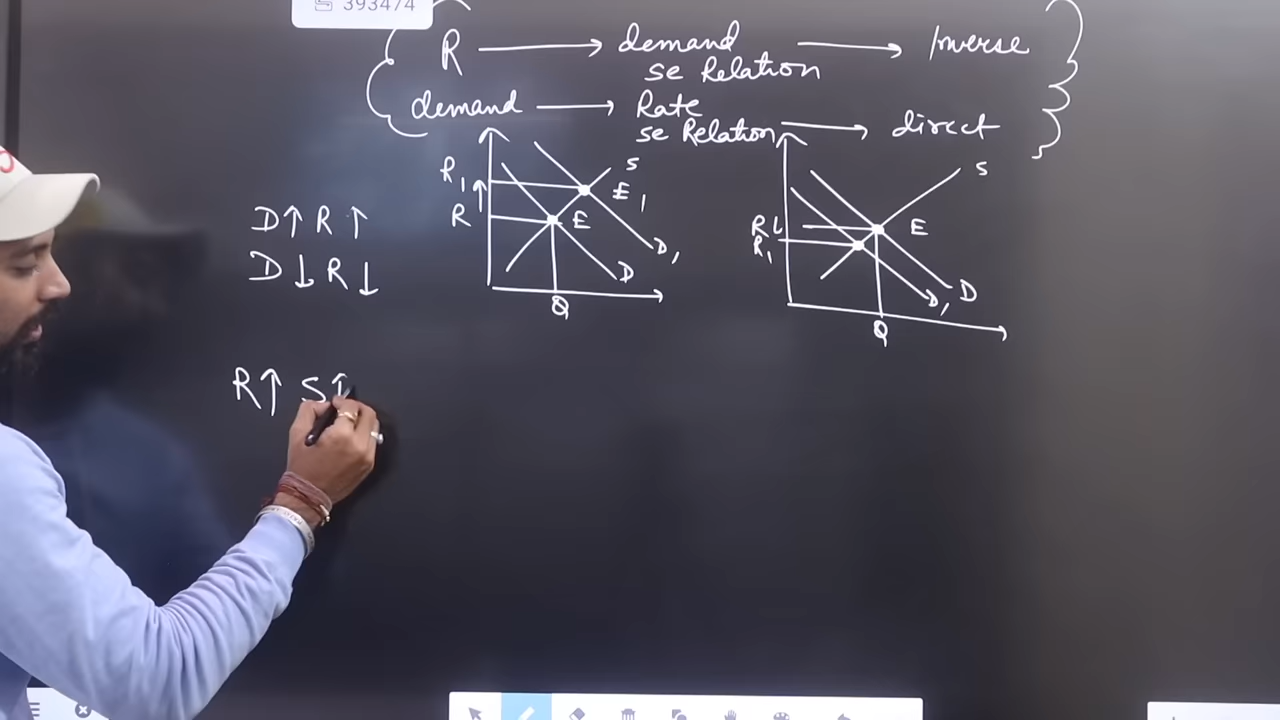 393474
R → demand → Inverse
se Relation
demand → Rate
se Relation → direct
D↑ R↑
D↓ R↓
R1
R
S
E1
E
D1
D
Q
S
R↓
R1
E
D1
D
Q
R↑ S↑